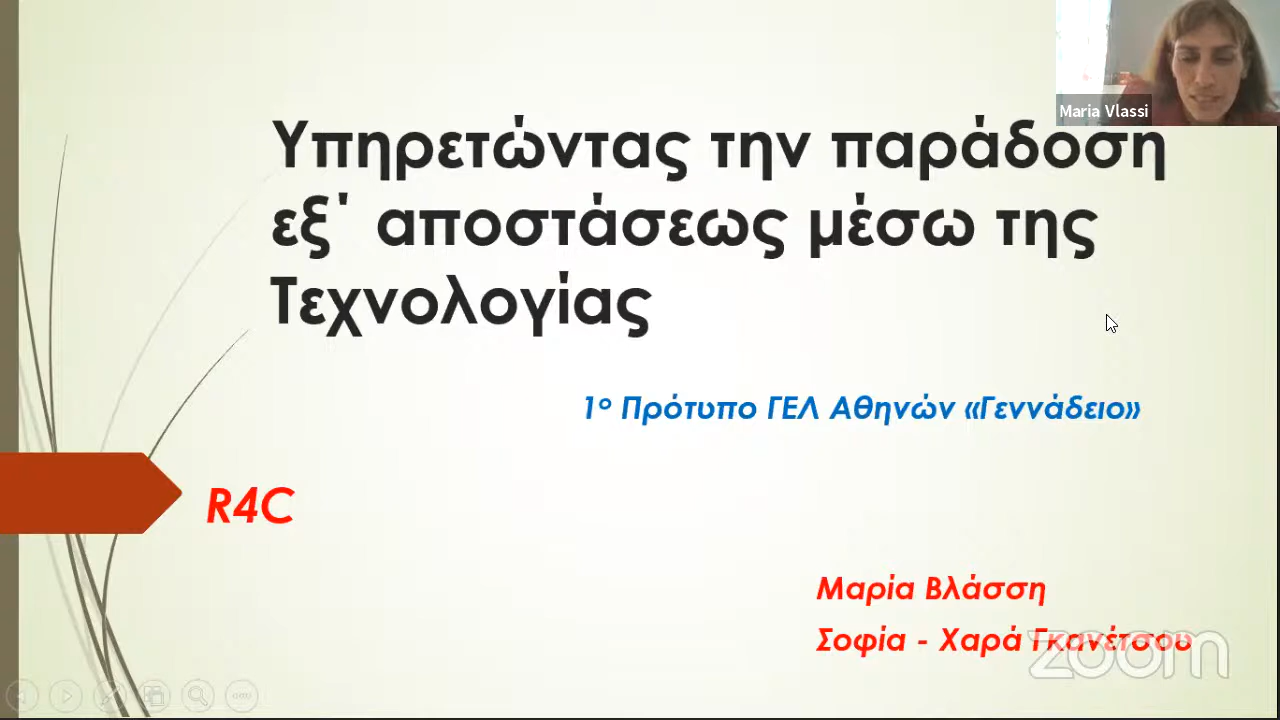 Maria Vlassi
Υπηρετώντας την παράδοση
εξ΄ αποστάσεως μέσω της
Τεχνολογίας
1ο Πρότυπο ΓΕΛ Αθηνών «Γεννάδειο»
R4C
Μαρία Βλάσση
Σοφία - Χαρά Γκανέτσου
zoom